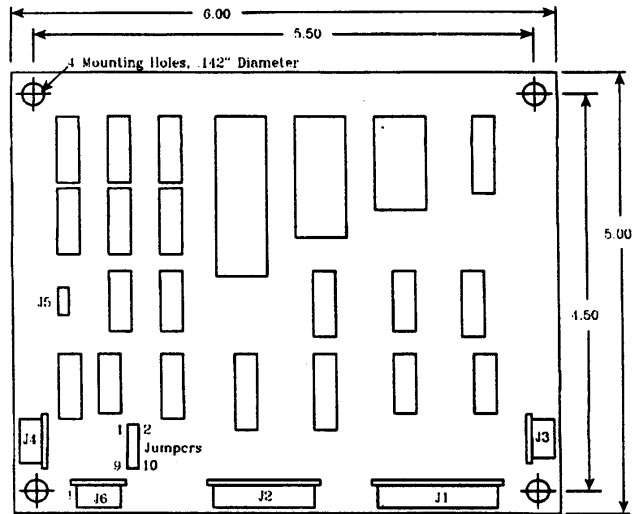 6.00
5.50
4 Mounting Holes, .142" Diameter
5.00
4.50
J5
1 2
Jumpers
9 10
J4
J3
J6
J2
J1